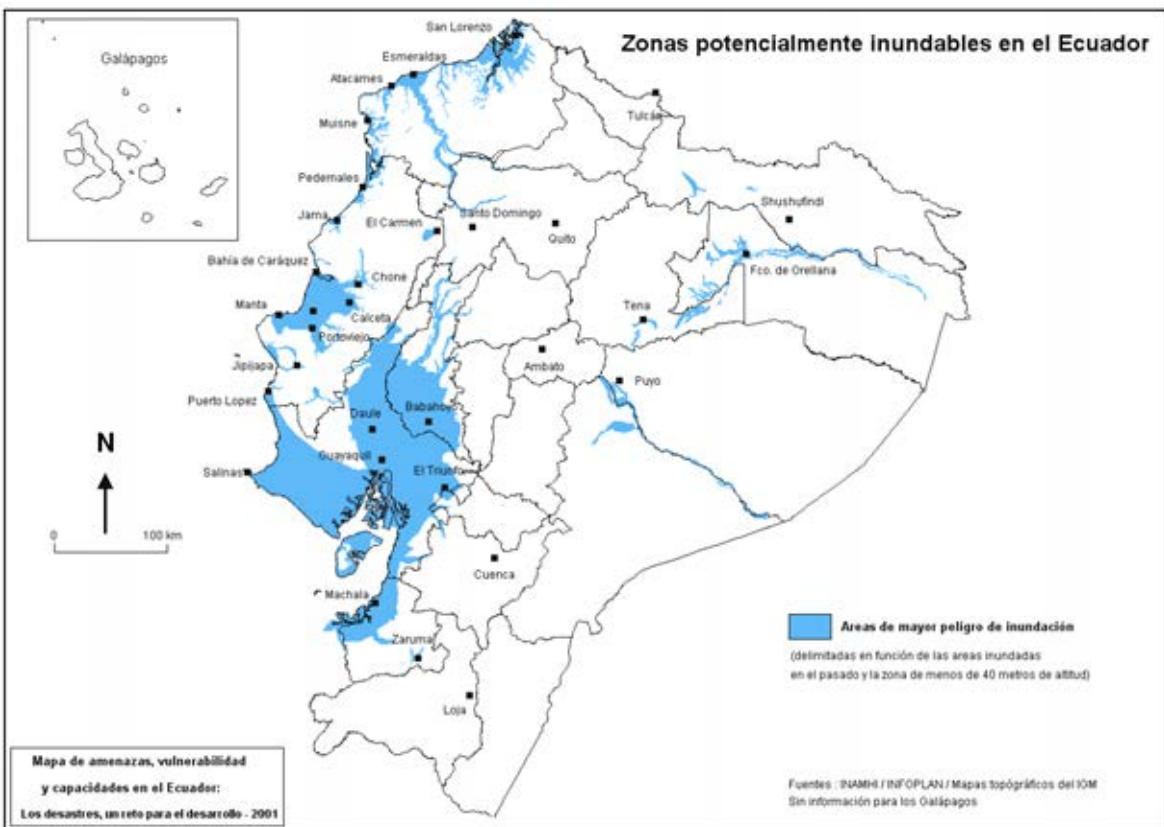 Zonas potencialmente inundables en el Ecuador
Galápagos
San Lorenzo
Esmeraldas
Atacames
Tulcán
Muisne
Pedernales
Shushufindi
Jama
El Carmen
Santo Domingo
Quito
Bahía de Caráquez
Chone
Fco. de Orellana
Manta
Calceta
Tena
Portoviejo
Jipijapa
Ambato
Puyo
Puerto Lopez
Daule
Babahoyo
N
Guayaquil
El Triunfo
Salinas
0 100 km
Cuenca
Machala
Zaruma
Loja
Areas de mayor peligro de inundación
(delimitadas en función de las areas inundadas
en el pasado y la zona de menos de 40 metros de altitud)
Mapa de amenazas, vulnerabilidad
y capacidades en el Ecuador:
Los desastres, un reto para el desarrollo - 2001
Fuentes : INAMHI / INFOPLAN / Mapas topógráficos del IGM
Sin información para los Galápagos